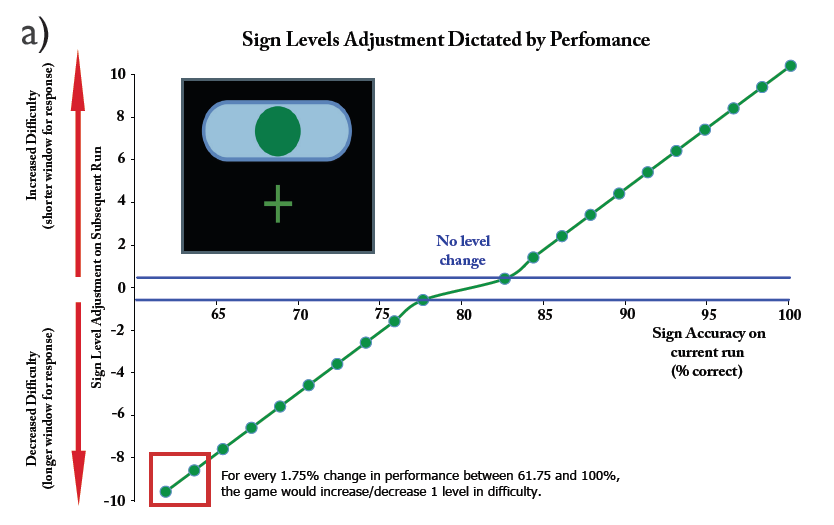 a)
Sign Levels Adjustment Dictated by Perfomance
Increased Difficulty
(shorter window for response)
Decreased Difficulty
(longer window for response)
Sign Level Adjustment on Subsequent Run
10
8
6
4
2
0
-2
-4
-6
-8
-10
No level
change
65
70
75
80
85
90
95
100
Sign Accuracy on
current run
(% correct)
For every 1.75% change in performance between 61.75 and 100%,
the game would increase/decrease 1 level in difficulty.